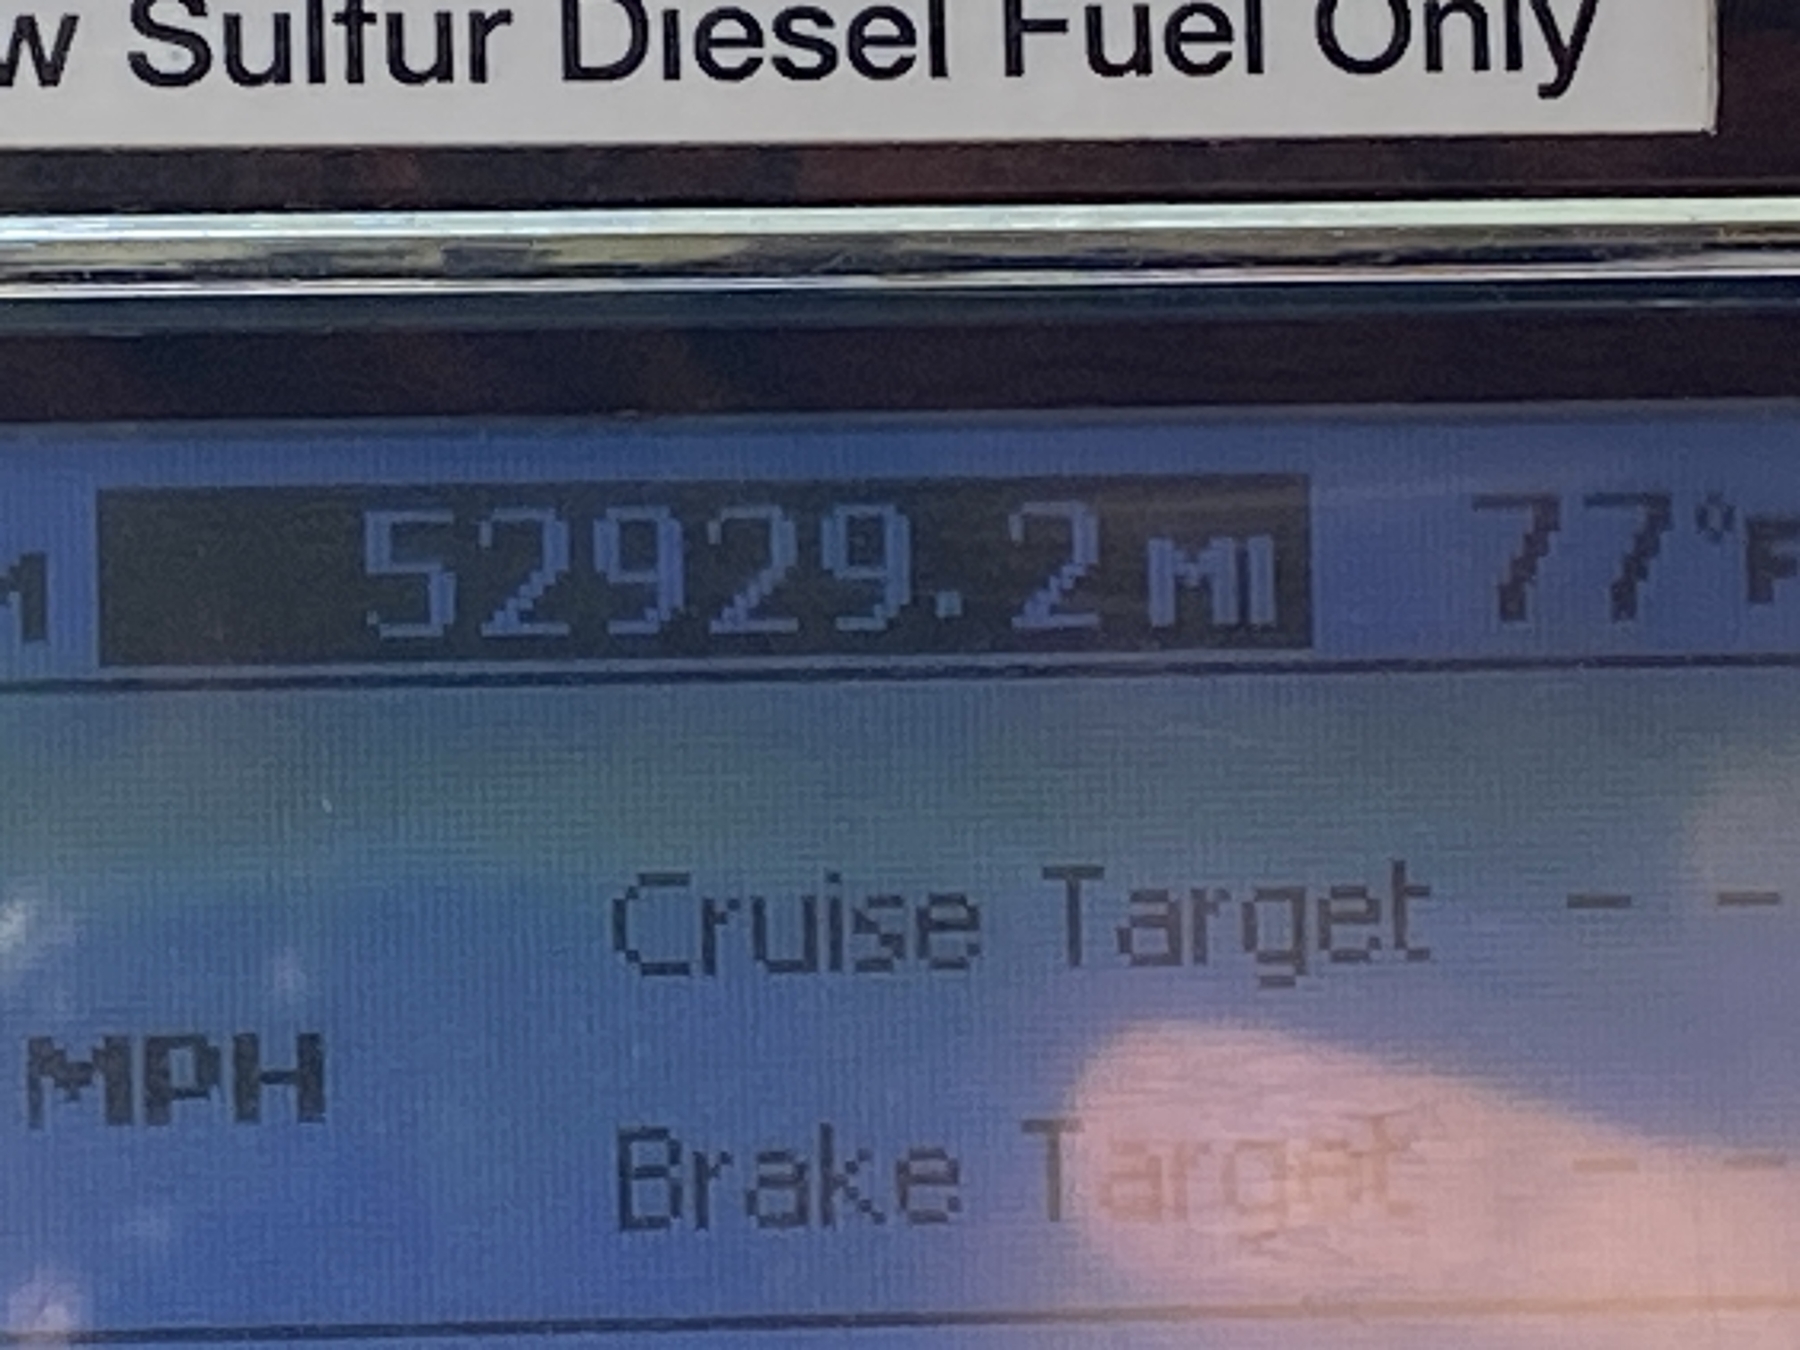 w Sulfur Diesel Fuel Only
M 52929.2 MI 77°F
Cruise Target - -
MPH
Brake Target - -